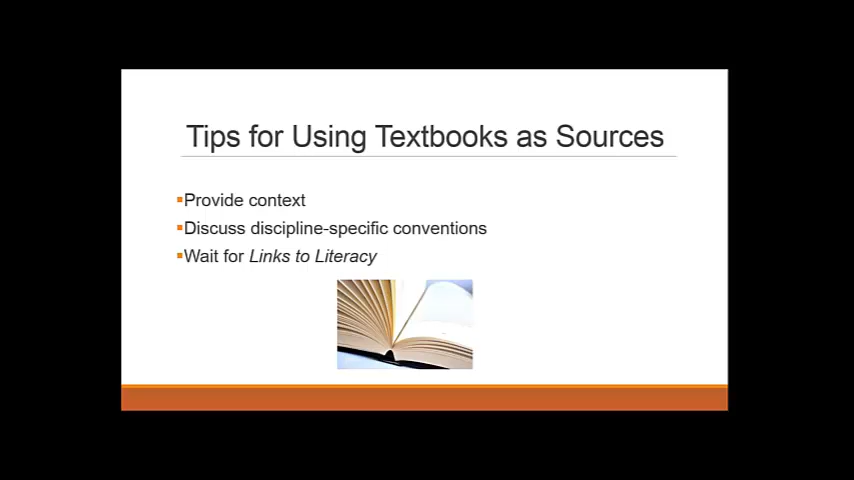 Tips for Using Textbooks as Sources
Provide context
Discuss discipline-specific conventions
Wait for Links to Literacy